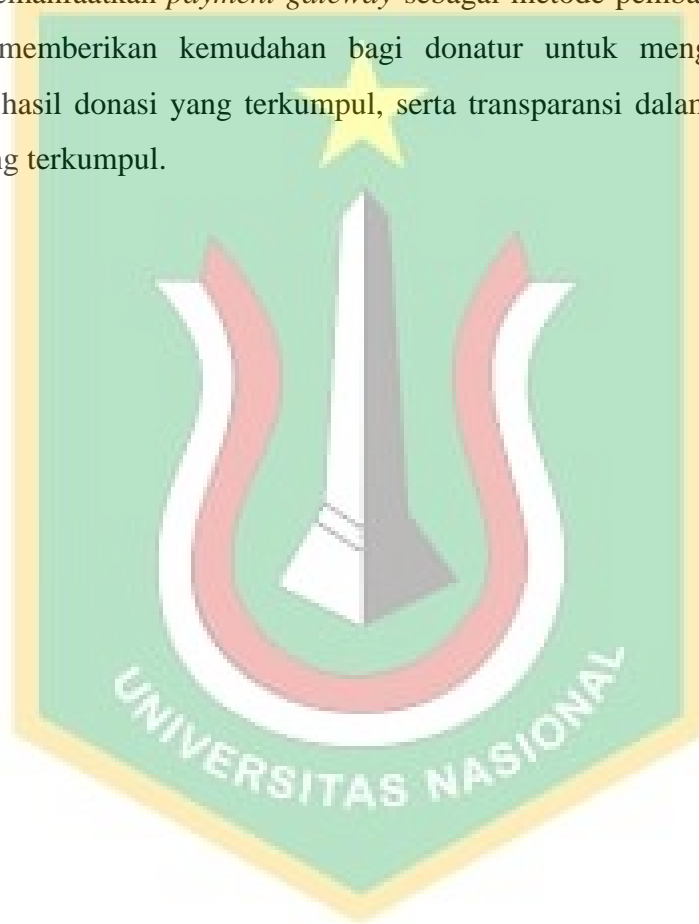 payment gateway sebagai metode
memberikan kemudahan bagi donatur untuk
hasil donasi yang terkumpul, serta transparansi
terkumpul.
UNIVERSITAS NASIONAL